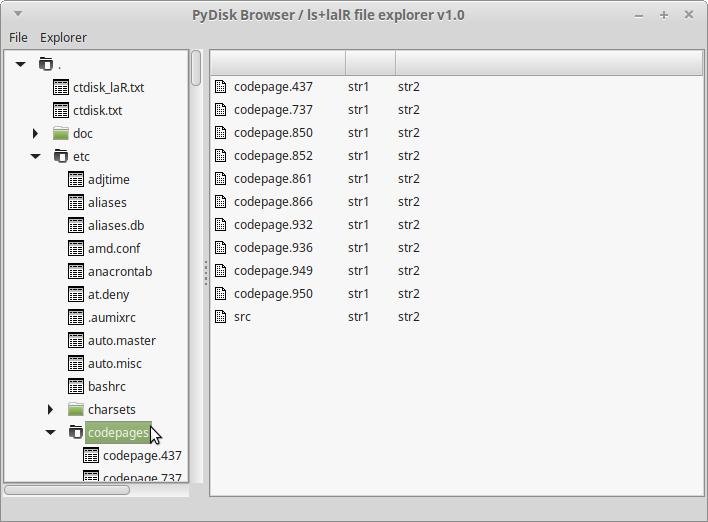 PyDisk Browser / ls+lalR file explorer v1.0
File Explorer
.
ctdisk_laR.txt
ctdisk.txt
doc
etc
adjtime
aliases
aliases.db
amd.conf
anacrontab
at.deny
.aumixrc
auto.master
auto.misc
bashrc
charsets
codepages
codepage.437
codepage.737
codepage.437 str1 str2
codepage.737 str1 str2
codepage.850 str1 str2
codepage.852 str1 str2
codepage.861 str1 str2
codepage.866 str1 str2
codepage.932 str1 str2
codepage.936 str1 str2
codepage.949 str1 str2
codepage.950 str1 str2
src str1 str2